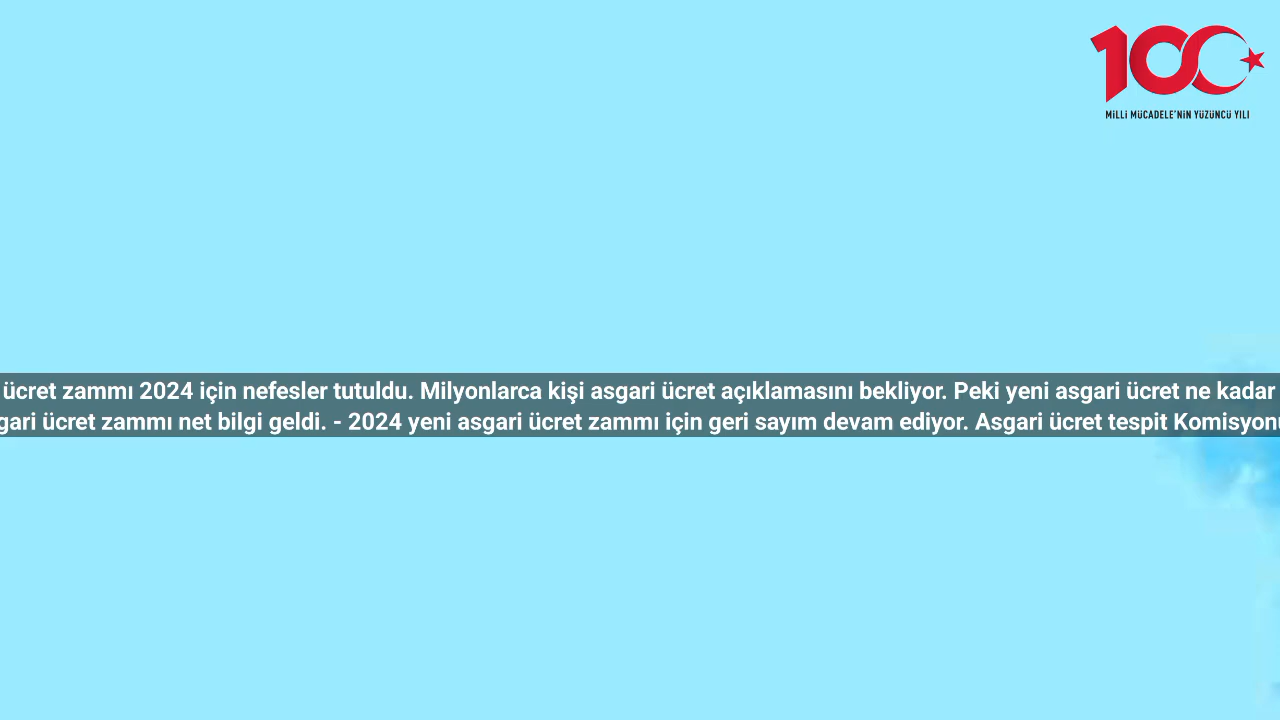 100
MİLLİ MÜCADELE'NİN YÜZÜNCÜ YILI
ücret zammı 2024 için nefesler tutuldu. Milyonlarca kişi asgari ücret açıklamasını bekliyor. Peki yeni asgari ücret ne kadar
gari ücret zammı net bilgi geldi. - 2024 yeni asgari ücret zammı için geri sayım devam ediyor. Asgari ücret tespit Komisyonu